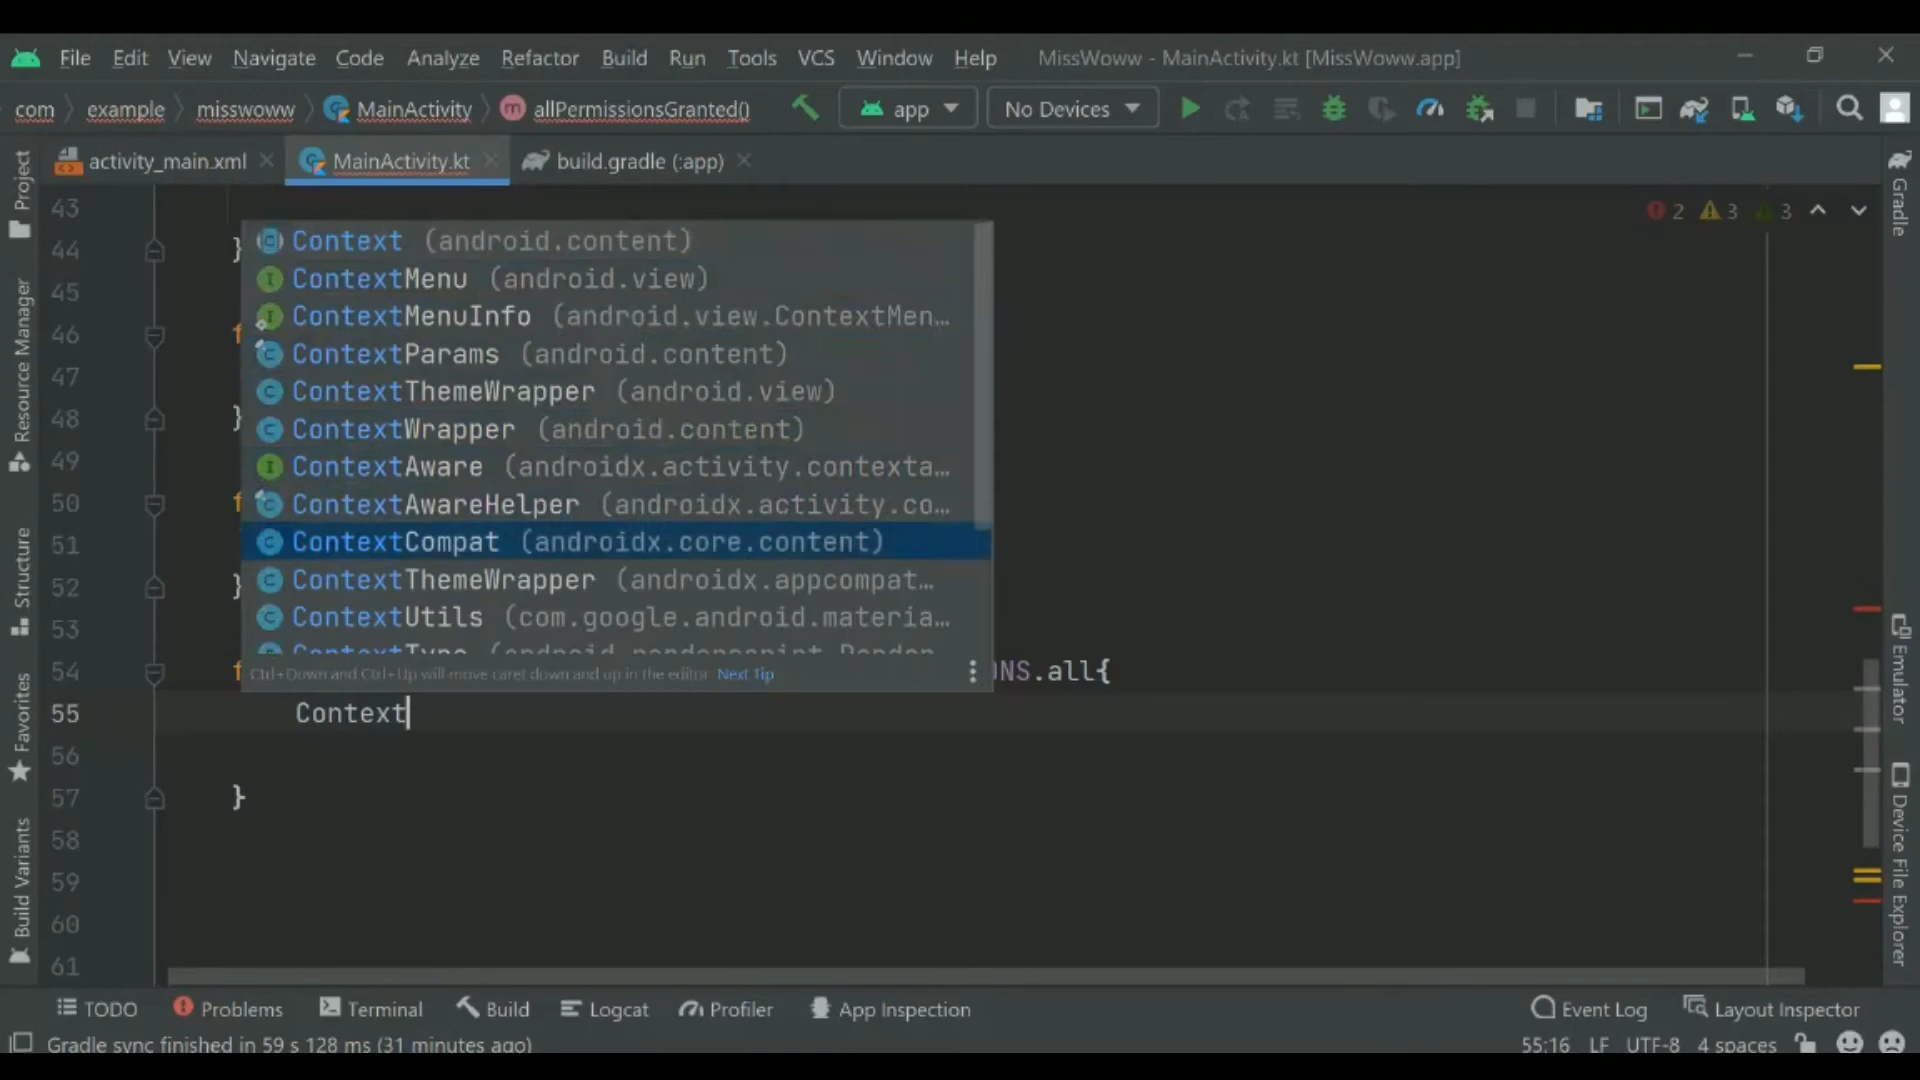 File Edit View Navigate Code Analyze Refactor Build Run Tools VCS Window Help MissWoww - MainActivity.kt [MissWoww.app]
com example misswoww MainActivity m allPermissionsGranted() app No Devices
activity_main.xml MainActivity.kt build.gradle (:app)
Project
Resource Manager
Structure
Favorites
Build Variants
43
2 3 3
Context (android.content)
44 }
ContextMenu (android.view)
45
ContextMenuInfo (android.view.ContextMen…
46 f
ContextParams (android.content)
47
ContextThemeWrapper (android.view)
48 }
ContextWrapper (android.content)
49
ContextAware (androidx.activity.contexta…
50 f
ContextAwareHelper (androidx.activity.co…
51
ContextCompat (androidx.core.content)
52 }
ContextThemeWrapper (androidx.appcompat…
53
ContextUtils (com.google.android.materia…
54 f
Ctrl+Down and Ctrl+Up will move caret down and up in the editor Next Tip
NS.all{
55 Context
56
57 }
58
59
60
61
Gradle
Emulator
Device File Explorer
TODO Problems Terminal Build Logcat Profiler App Inspection Event Log Layout Inspector
Gradle sync finished in 59 s 128 ms (31 minutes ago) 55:16 LF UTF-8 4 spaces